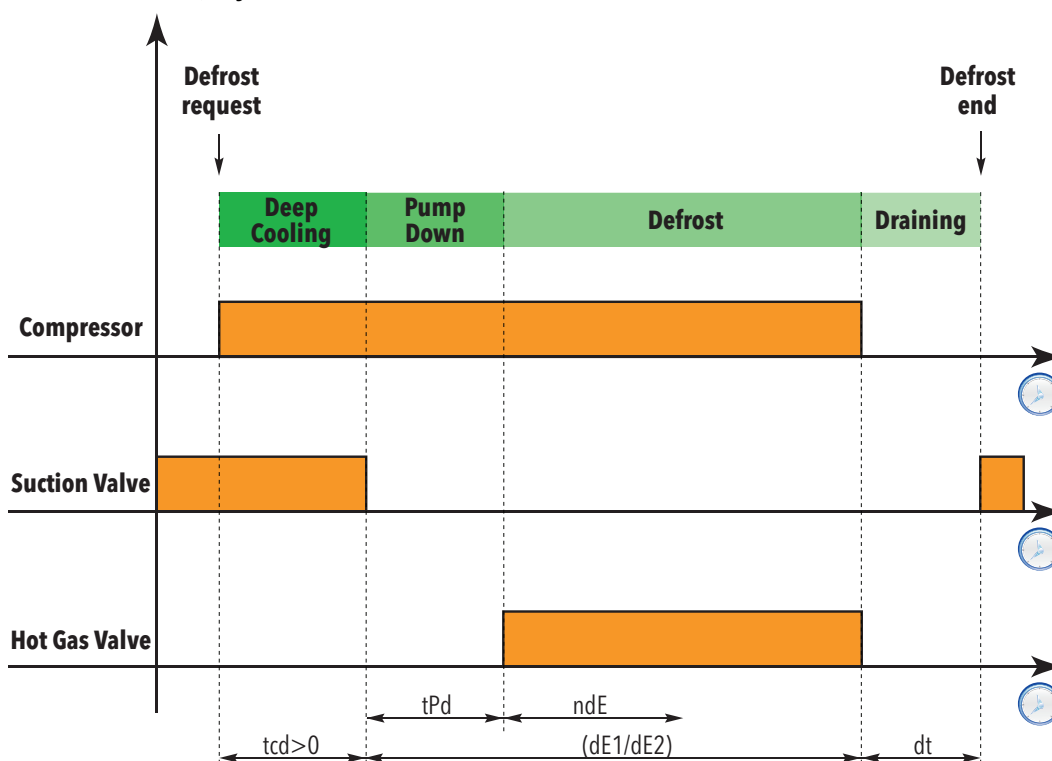 Defrost
request
Defrost
end
Deep
Cooling
Pump
Down
Defrost
Draining
Compressor
Suction Valve
Hot Gas Valve
tPd
ndE
tcd>0
(dE1/dE2)
dt